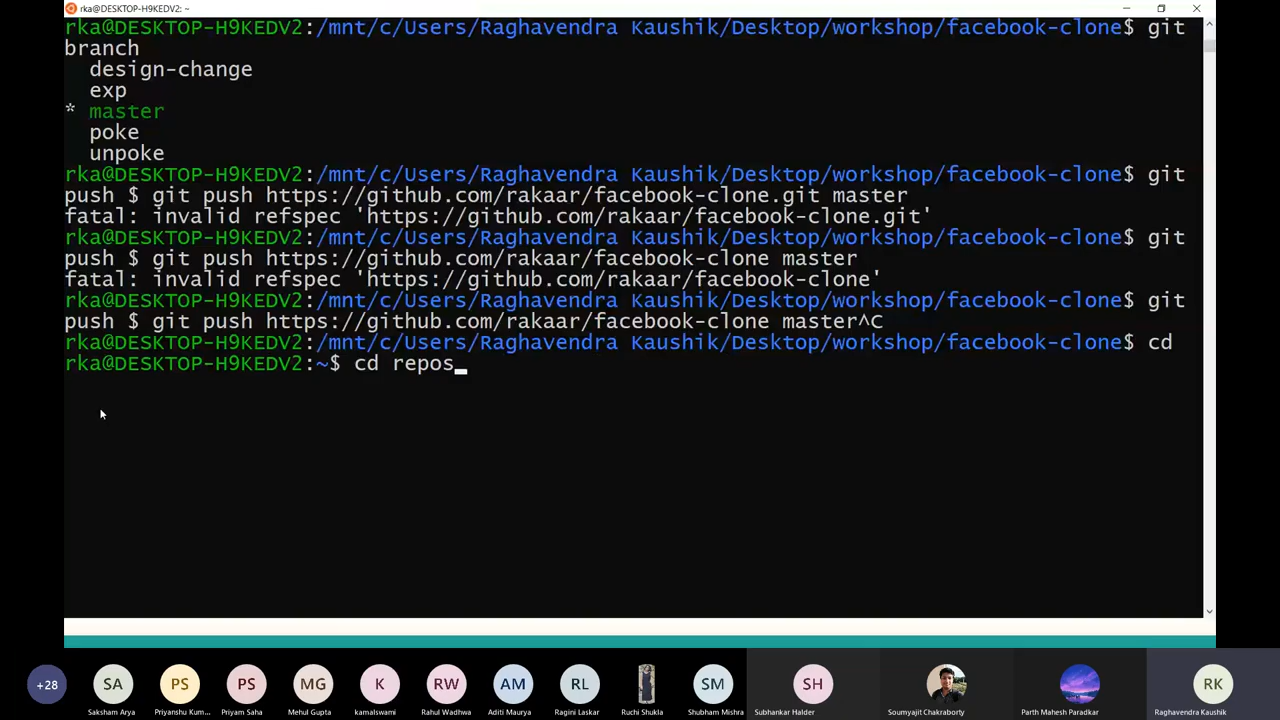 rka@DESKTOP-H9KEDV2: ~
rka@DESKTOP-H9KEDV2:/mnt/c/Users/Raghavendra Kaushik/Desktop/workshop/facebook-clone$ git
branch
design-change
exp
* master
poke
unpoke
rka@DESKTOP-H9KEDV2:/mnt/c/Users/Raghavendra Kaushik/Desktop/workshop/facebook-clone$ git
push $ git push https://github.com/rakaar/facebook-clone.git master
fatal: invalid refspec 'https://github.com/rakaar/facebook-clone.git'
rka@DESKTOP-H9KEDV2:/mnt/c/Users/Raghavendra Kaushik/Desktop/workshop/facebook-clone$ git
push $ git push https://github.com/rakaar/facebook-clone master
fatal: invalid refspec 'https://github.com/rakaar/facebook-clone'
rka@DESKTOP-H9KEDV2:/mnt/c/Users/Raghavendra Kaushik/Desktop/workshop/facebook-clone$ git
push $ git push https://github.com/rakaar/facebook-clone master^C
rka@DESKTOP-H9KEDV2:/mnt/c/Users/Raghavendra Kaushik/Desktop/workshop/facebook-clone$ cd
rka@DESKTOP-H9KEDV2:~$ cd repos_
+28 SA PS PS MG K RW AM RL SM SH RK
Saksham Arya Priyanshu Kum... Priyam Saha Mehul Gupta kamalswami Rahul Wadhwa Aditi Maurya Ragini Laskar Ruchi Shukla Shubham Mishra Subhankar Halder Soumyajit Chakraborty Parth Mahesh Paradkar Raghavendra Kaushik